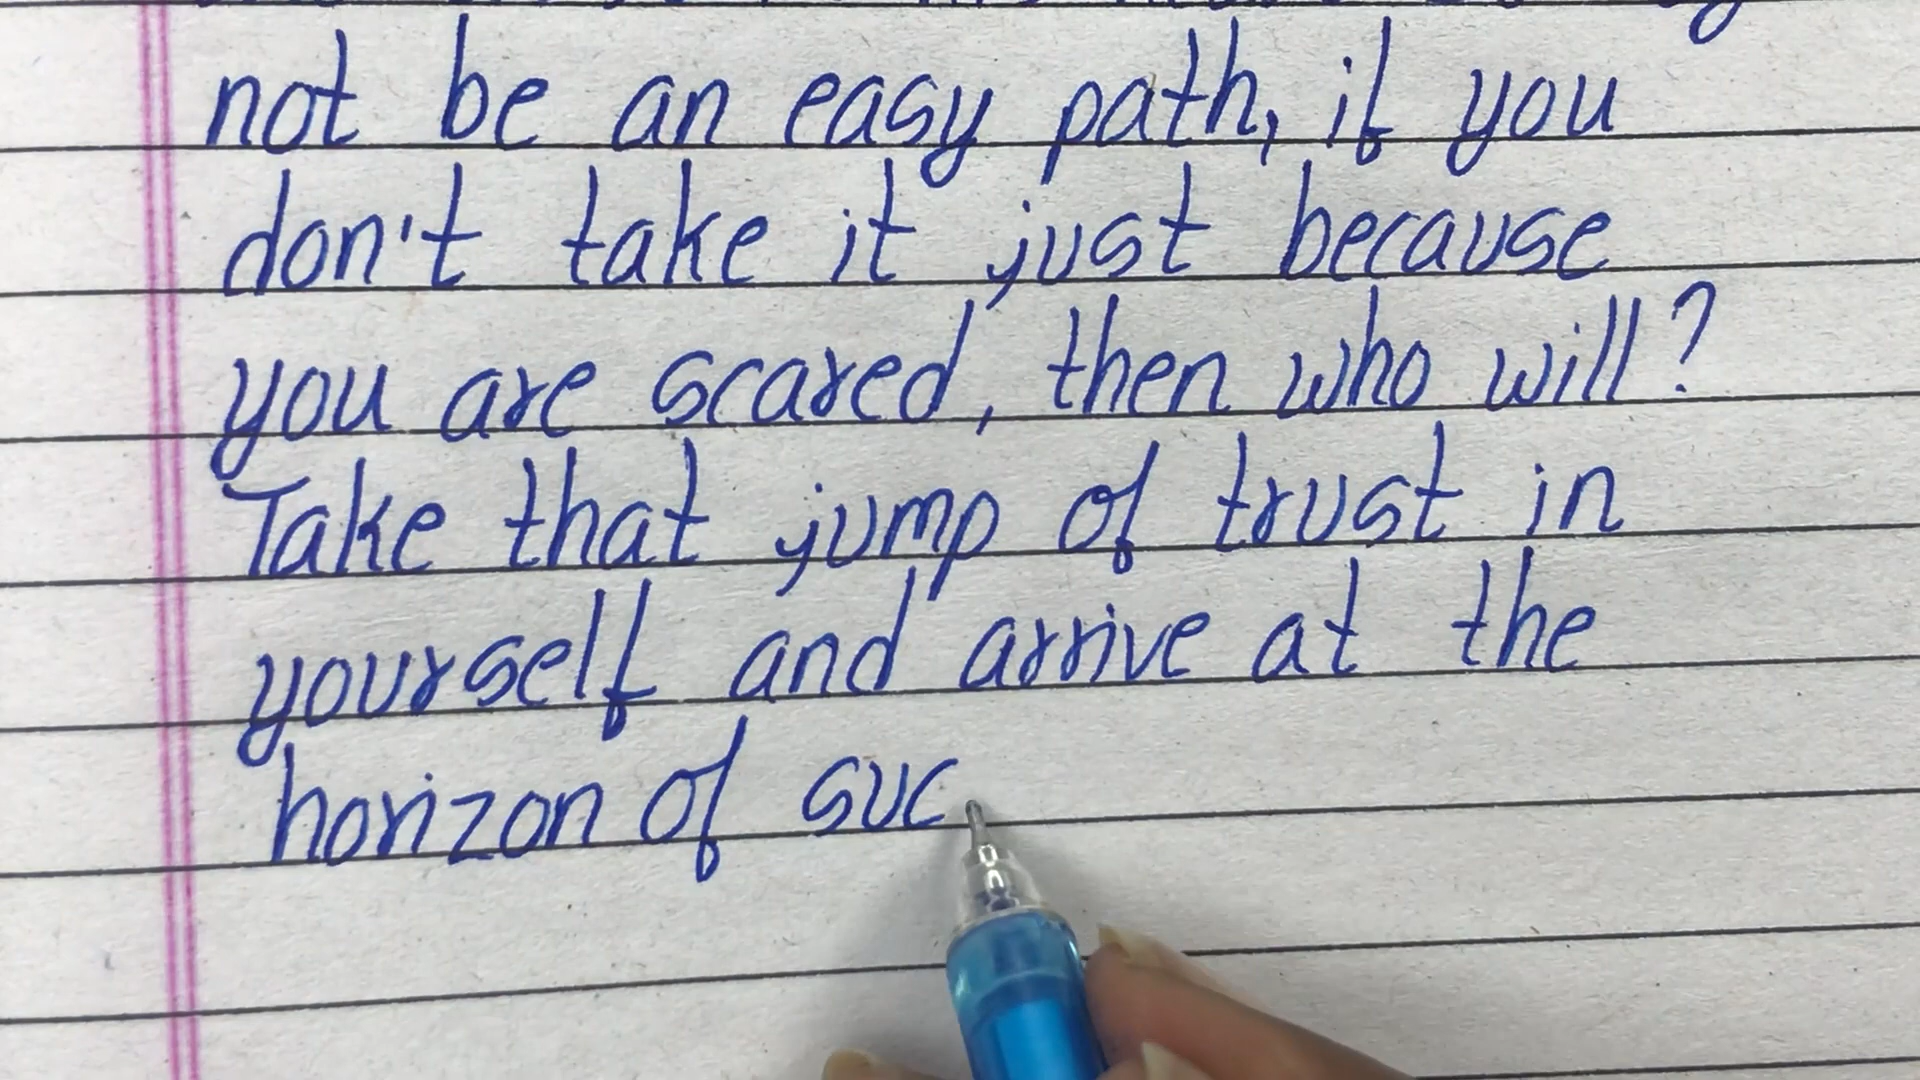 not be an easy path, if you
don't take it just because
you are scared, then who will?
Take that jump of trust in
yourself and arrive at the
horizon of suc